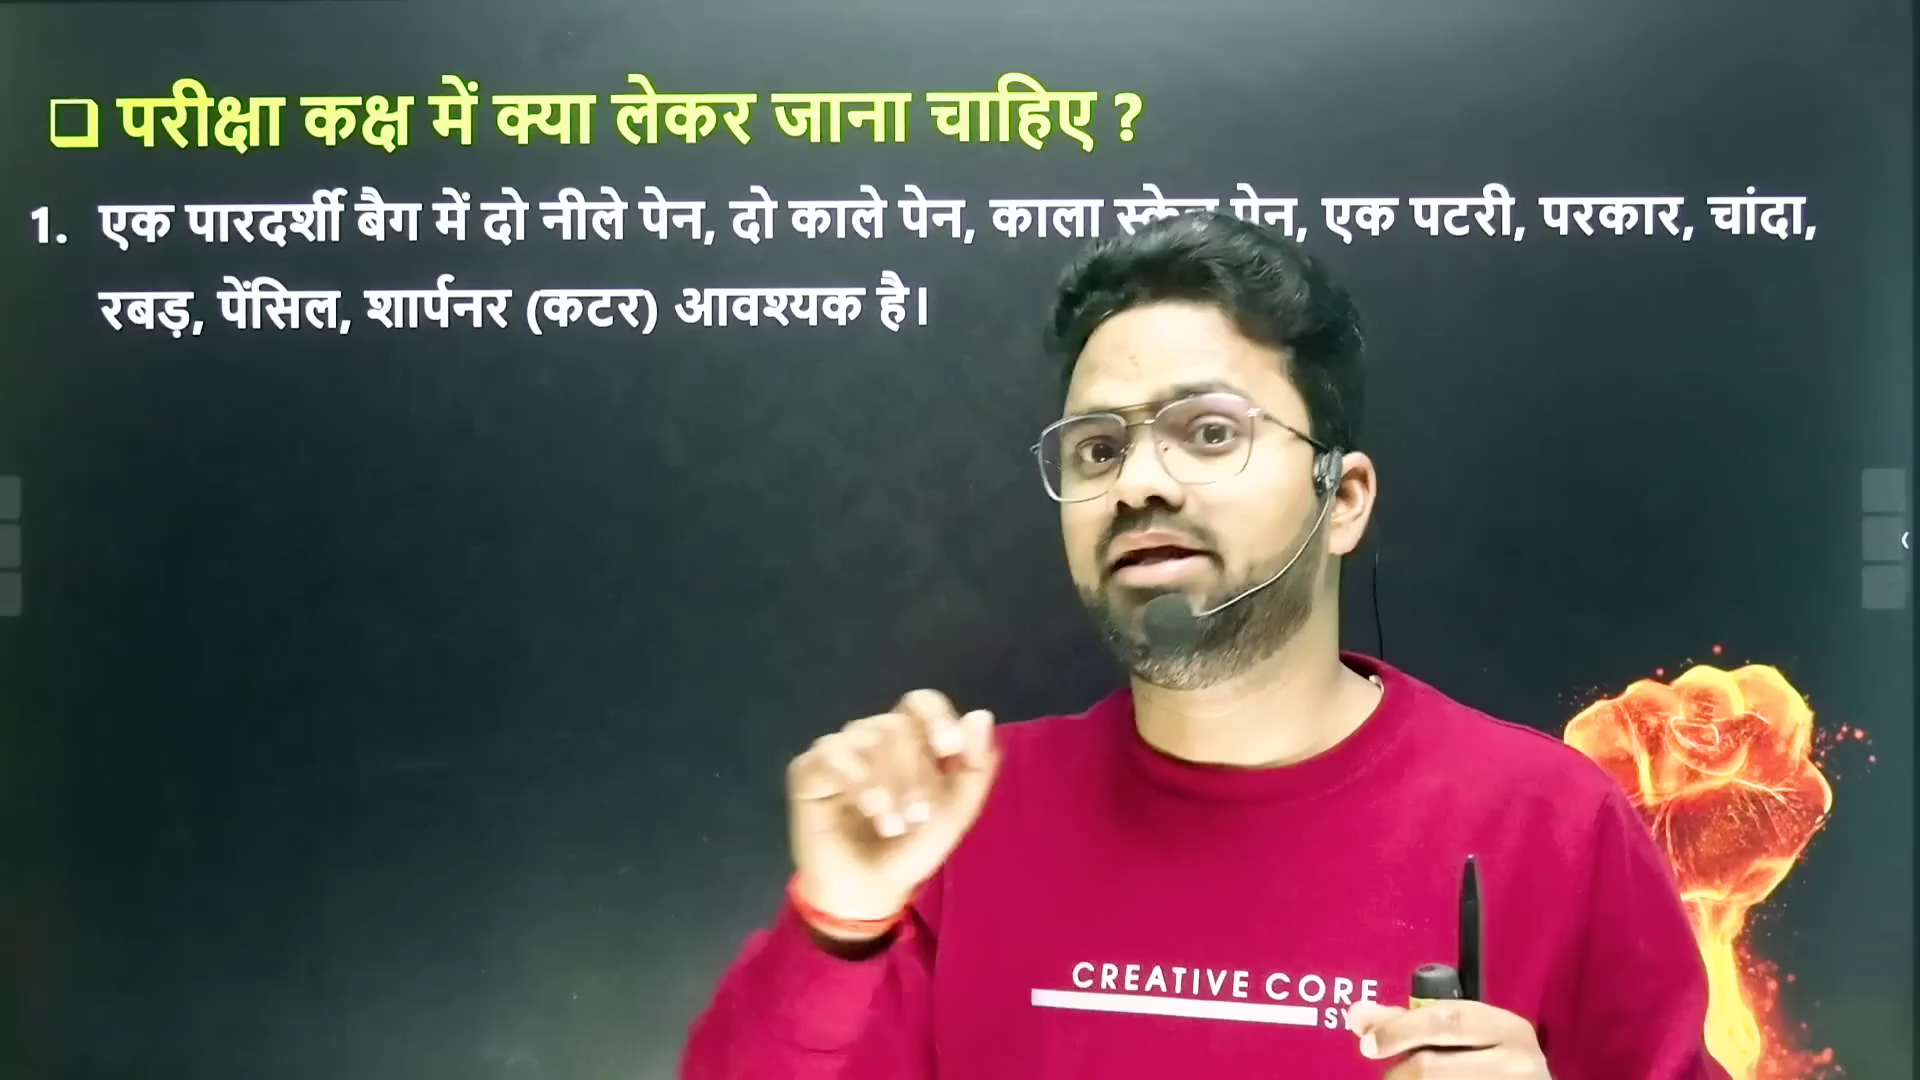 ❑ परीक्षा कक्ष में क्या लेकर जाना चाहिए ?
1. एक पारदर्शी बैग में दो नीले पेन, दो काले पेन, काला पेन, एक पटरी, परकार, चांदा,
रबड़, पेंसिल, शार्पनर (कटर) आवश्यक है।
CREATIVE CORE